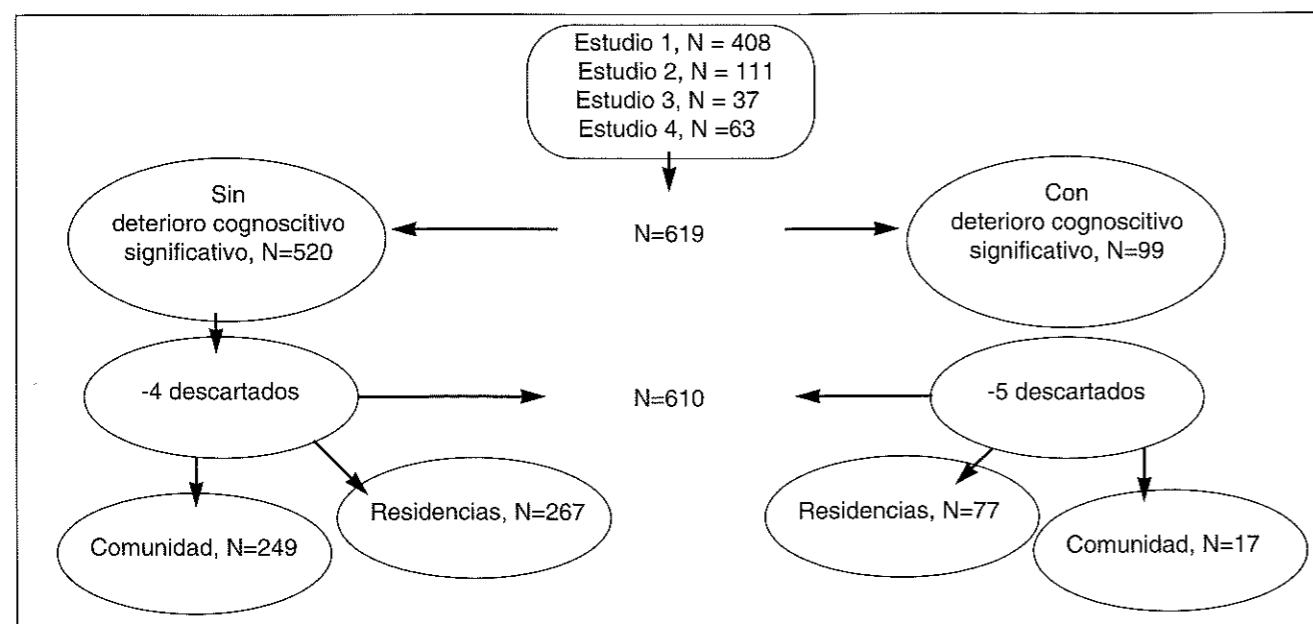 Estudio 1, N = 408
Estudio 2, N = 111
Estudio 3, N = 37
Estudio 4, N =63
Sin
deterioro cognoscitivo
significativo, N=520
N=619
Con
deterioro cognoscitivo
significativo, N=99
-4 descartados
N=610
-5 descartados
Comunidad, N=249
Residencias, N=267
Residencias, N=77
Comunidad, N=17